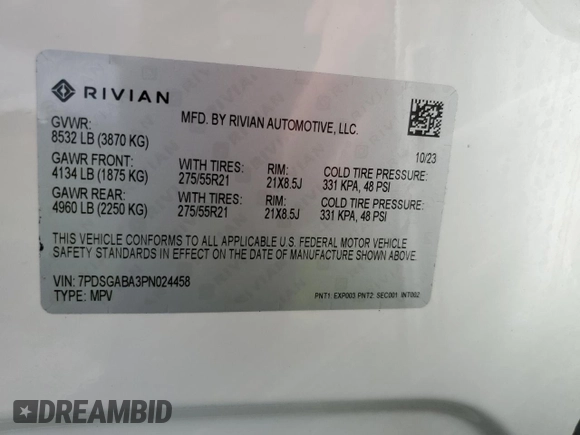 RIVIAN
MFD. BY RIVIAN AUTOMOTIVE, LLC.
GVWR:
8532 LB (3870 KG)
10/23
GAWR FRONT: WITH TIRES: RIM: COLD TIRE PRESSURE:
4134 LB (1875 KG) 275/55R21 21X8.5J 331 KPA, 48 PSI
GAWR REAR: WITH TIRES: RIM: COLD TIRE PRESSURE:
4960 LB (2250 KG) 275/55R21 21X8.5J 331 KPA, 48 PSI
THIS VEHICLE CONFORMS TO ALL APPLICABLE U.S. FEDERAL MOTOR VEHICLE
SAFETY STANDARDS IN EFFECT ON THE DATE OF MANUFACTURE SHOWN ABOVE.
VIN: 7PDSGABA3PN024458
TYPE: MPV
PNT1: EXP003 PNT2: SEC001 INT002
DREAMBID